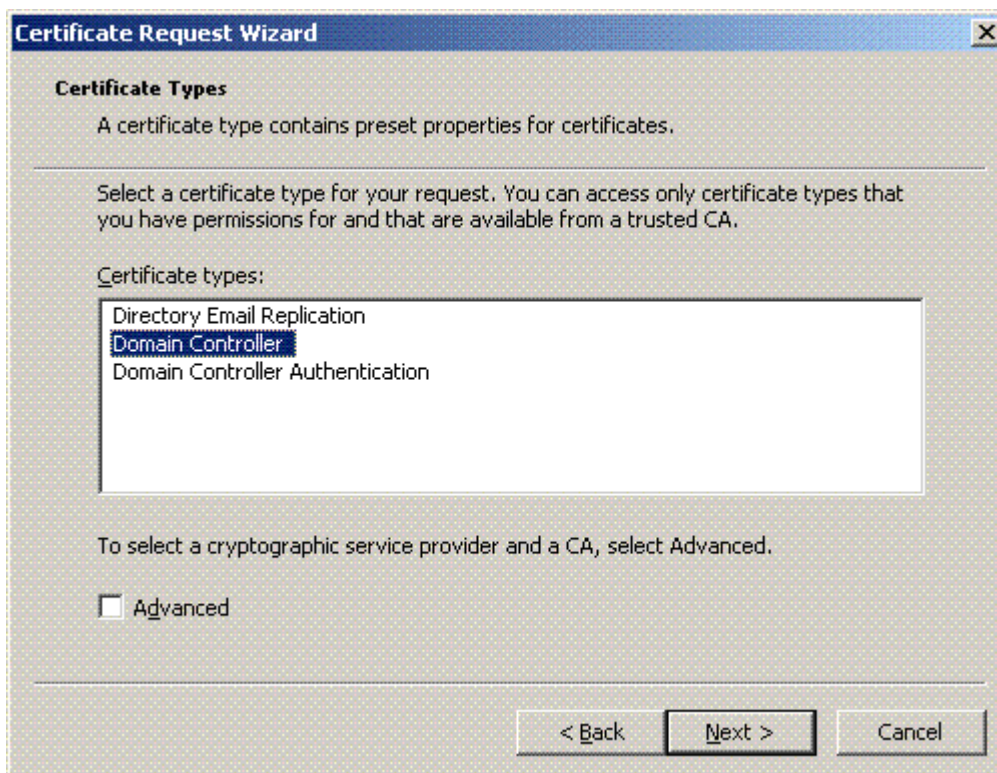 Certificate Request Wizard
Certificate Types
A certificate type contains preset properties for certificates.
Select a certificate type for your request. You can access only certificate types that
you have permissions for and that are available from a trusted CA.
Certificate types:
Directory Email Replication
Domain Controller
Domain Controller Authentication
To select a cryptographic service provider and a CA, select Advanced.
Advanced
< Back Next > Cancel